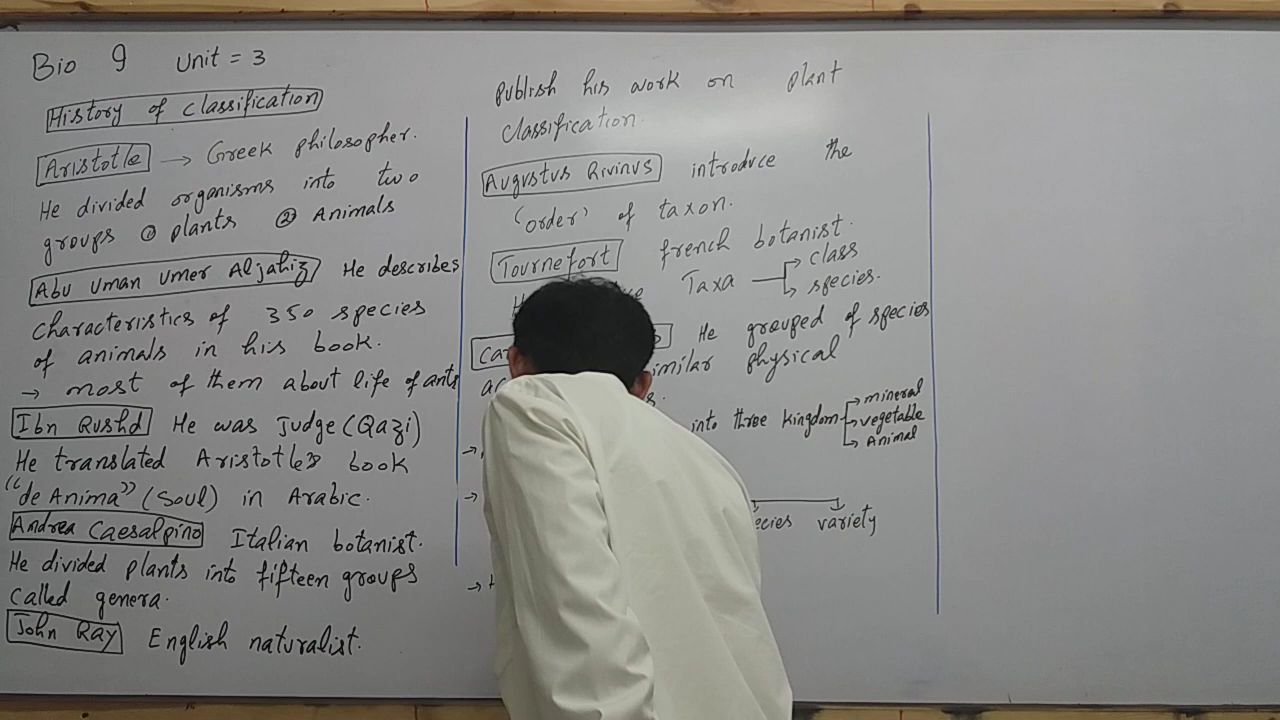 Bio 9 Unit = 3
History of classification
Aristotle → Greek philosopher.
He divided organisms into two
groups ① plants ② Animals
Abu Uman Umer Aljahiz He describes
characteristics of 350 species
of animals in his book.
→ most of them about life of ants
Ibn Rushd He was Judge (Qazi)
He translated Aristotle's book
"de Anima" (soul) in Arabic.
Andrea Caesalpino Italian botanist.
He divided plants into fifteen groups
called genera.
John Ray English naturalist.
publish his work on plant
classification.
Augustus Rivinus introduce the
'order' of taxon.
Tournefort french botanist.
Taxa → class
→ species.
He grouped of species
physical
into three kingdom → mineral
→ vegetable
→ Animal
→
→
variety
→